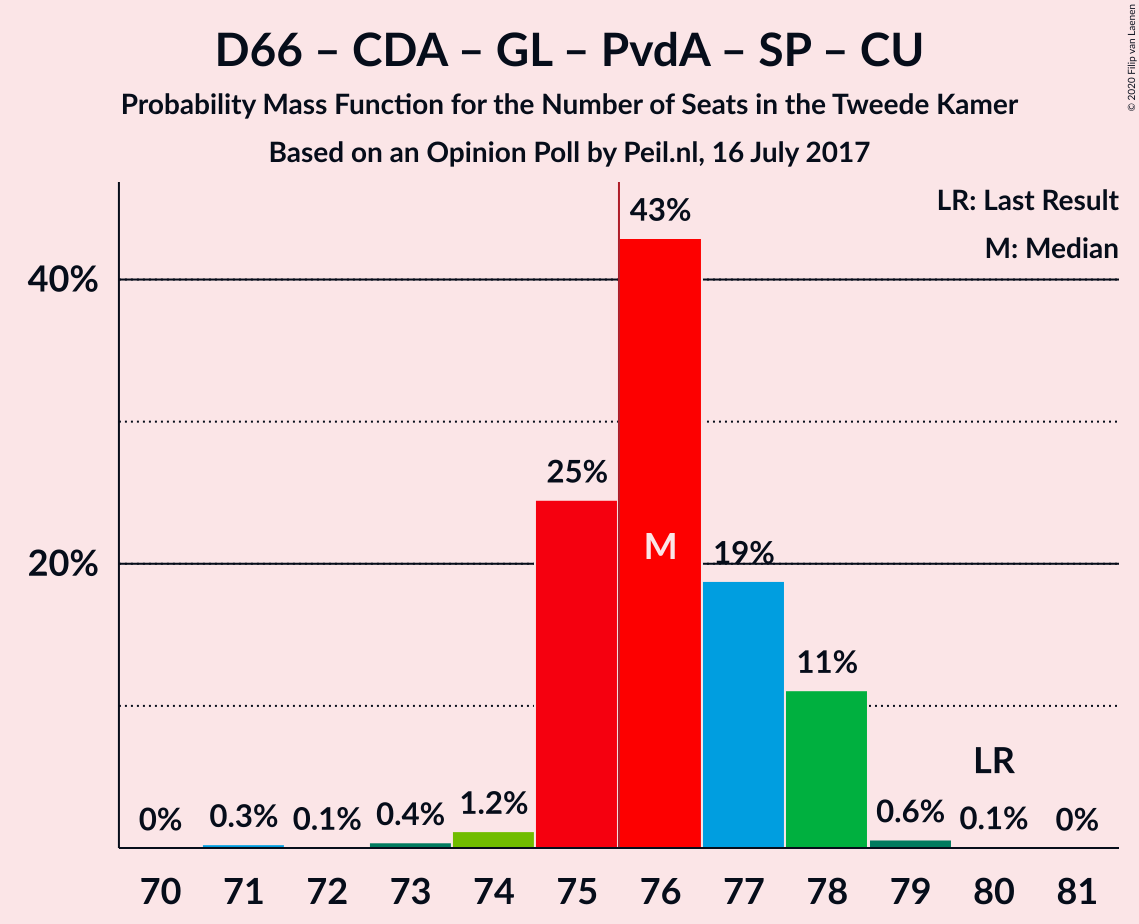 D66 – CDA – GL – PvdA – SP – CU
Probability Mass Function for the Number of Seats in the Tweede Kamer
Based on an Opinion Poll by Peil.nl, 16 July 2017
© 2020 Filip van Laenen
LR: Last Result
M: Median
40%
20%
43%
25%
M
19%
11%
LR
0%
0.3%
0.1%
0.4%
1.2%
0.6%
0.1%
0%
70 71 72 73 74 75 76 77 78 79 80 81